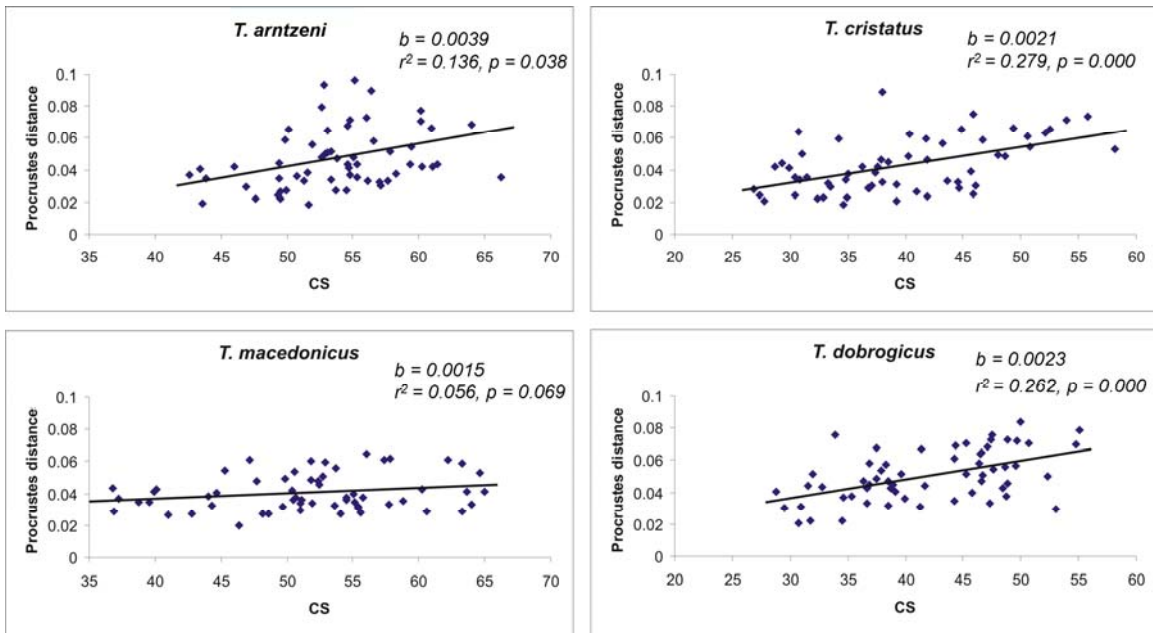 T. arntzeni
b = 0.0039
r² = 0.136, p = 0.038
Procrustes distance
0.1
0.08
0.06
0.04
0.02
0
35 40 45 50 55 60 65 70
CS
T. cristatus
b = 0.0021
r² = 0.279, p = 0.000
Procrustes distance
0.1
0.08
0.06
0.04
0.02
0
20 25 30 35 40 45 50 55 60
CS
T. macedonicus
b = 0.0015
r² = 0.056, p = 0.069
Procrustes distance
0.1
0.08
0.06
0.04
0.02
0
35 40 45 50 55 60 65 70
CS
T. dobrogicus
b = 0.0023
r² = 0.262, p = 0.000
Procrustes distance
0.1
0.08
0.06
0.04
0.02
0
20 25 30 35 40 45 50 55 60
CS